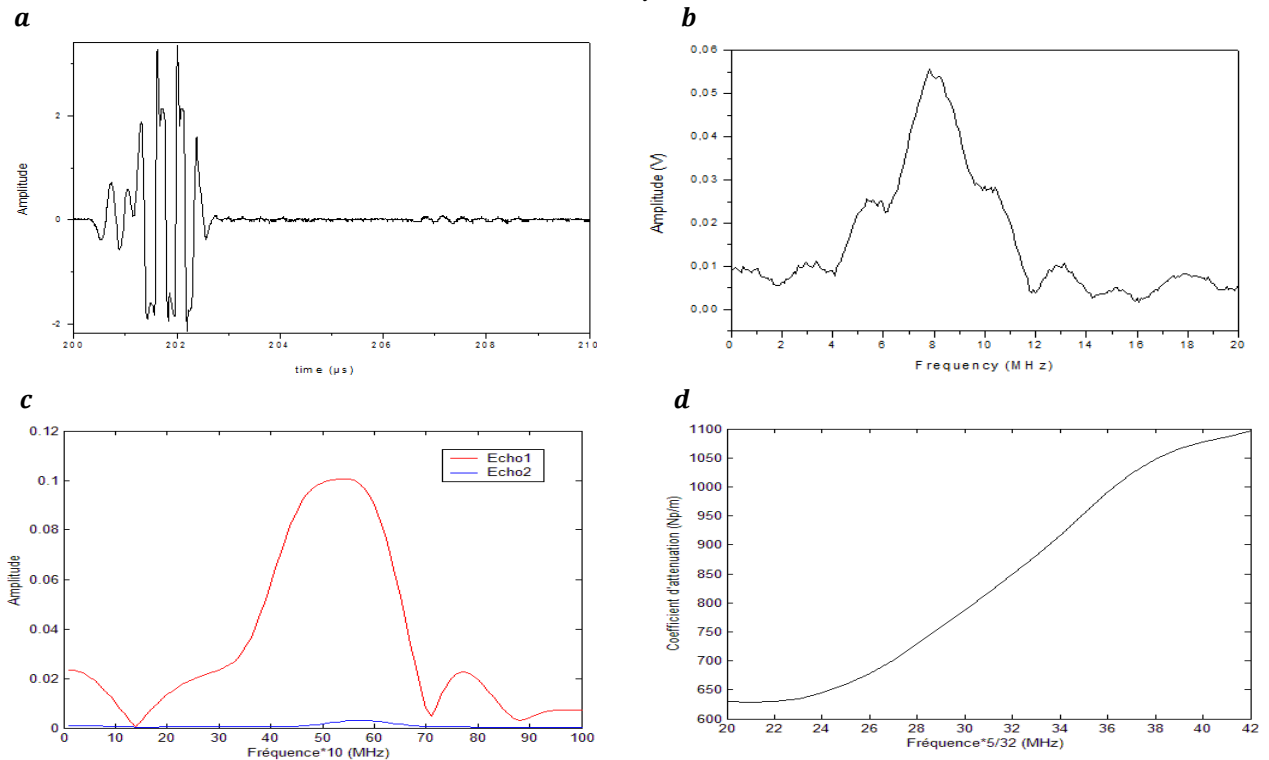 a
Amplitude
2
0
-2
200
202
204
206
208
210
time (µs)
b
Amplitude (V)
0,06
0,05
0,04
0,03
0,02
0,01
0,00
0 2 4 6 8 10 12 14 16 18 20
Frequency (MHz)
c
Amplitude
0.12
0.1
0.08
0.06
0.04
0.02
0
Echo1
Echo2
0 10 20 30 40 50 60 70 80 90 100
Fréquence*10 (MHz)
d
Coefficient d'attenuation (Np/m)
1100
1050
1000
950
900
850
800
750
700
650
600
20 22 24 26 28 30 32 34 36 38 40 42
Fréquence*5/32 (MHz)